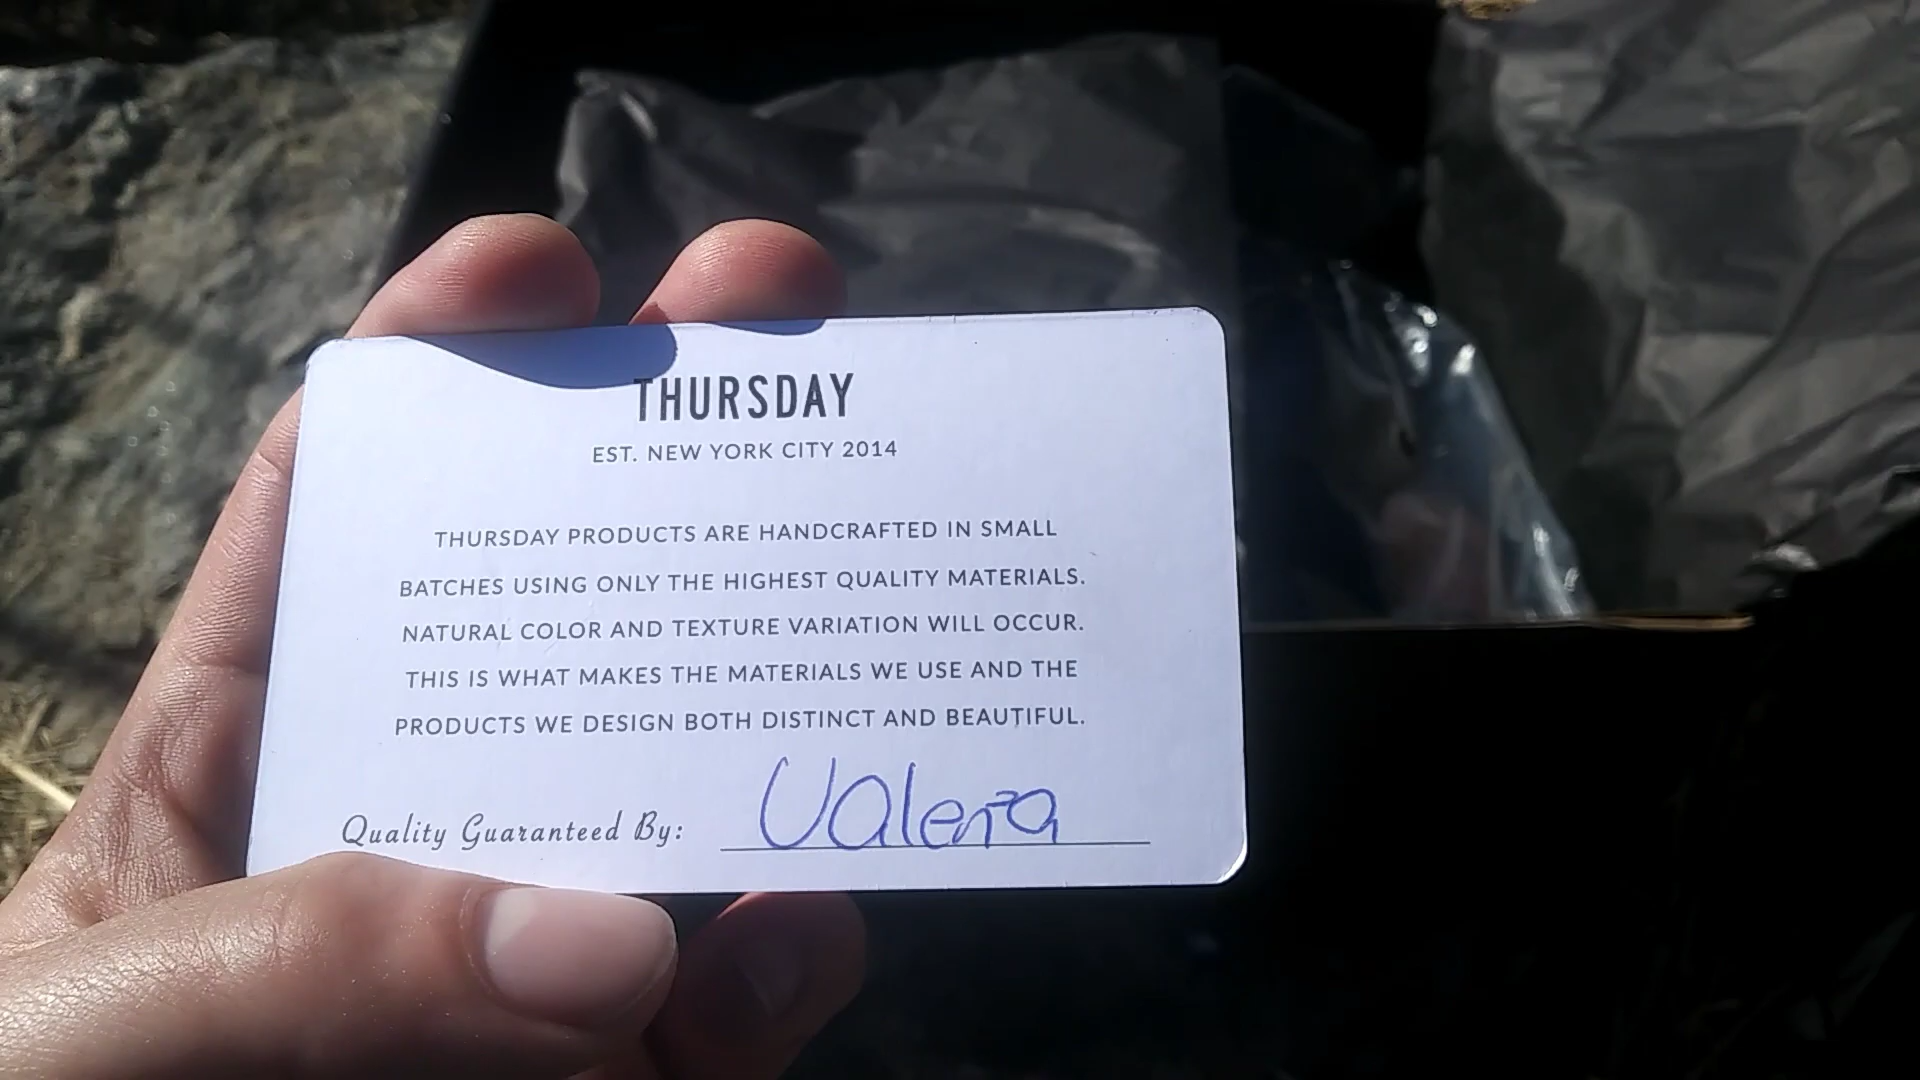 THURSDAY
EST. NEW YORK CITY 2014
THURSDAY PRODUCTS ARE HANDCRAFTED IN SMALL
BATCHES USING ONLY THE HIGHEST QUALITY MATERIALS.
NATURAL COLOR AND TEXTURE VARIATION WILL OCCUR.
THIS IS WHAT MAKES THE MATERIALS WE USE AND THE
PRODUCTS WE DESIGN BOTH DISTINCT AND BEAUTIFUL.
Quality Guaranteed By: